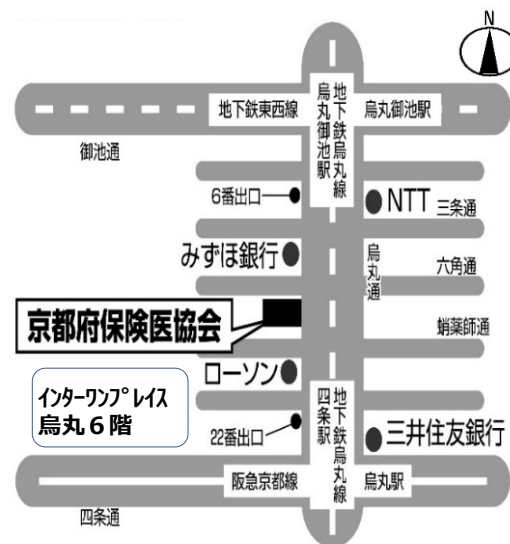 N
地下鉄東西線
地下鉄烏丸線
烏丸御池駅
烏丸御池駅
御池通
6番出口
NTT
三条通
みずほ銀行
烏丸通
六角通
京都府保険医協会
蛸薬師通
ローソン
インターワンプレイス
烏丸6階
22番出口
地下鉄烏丸線
四条駅
三井住友銀行
阪急京都線
烏丸駅
四条通